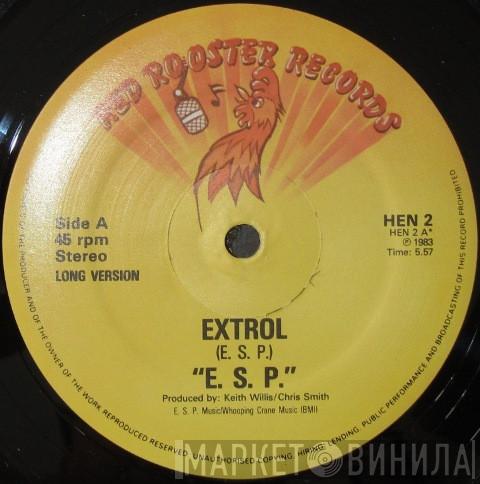 RED ROOSTER RECORDS
Side A
45 rpm
Stereo
LONG VERSION
HEN 2
HEN 2 A*
℗ 1983
Time: 5.57
EXTROL
(E. S. P.)
"E. S. P."
Produced by: Keith Willis/Chris Smith
E. S. P. Music/Whooping Crane Music (BMI)
OF THE PRODUCER AND OF THE OWNER OF THE WORK REPRODUCED RESERVED. UNAUTHORISED COPYING, HIRING, LENDING, PUBLIC PERFORMANCE AND BROADCASTING OF THIS RECORD PROHIBITED
МАРКЕТ ВИНИЛА